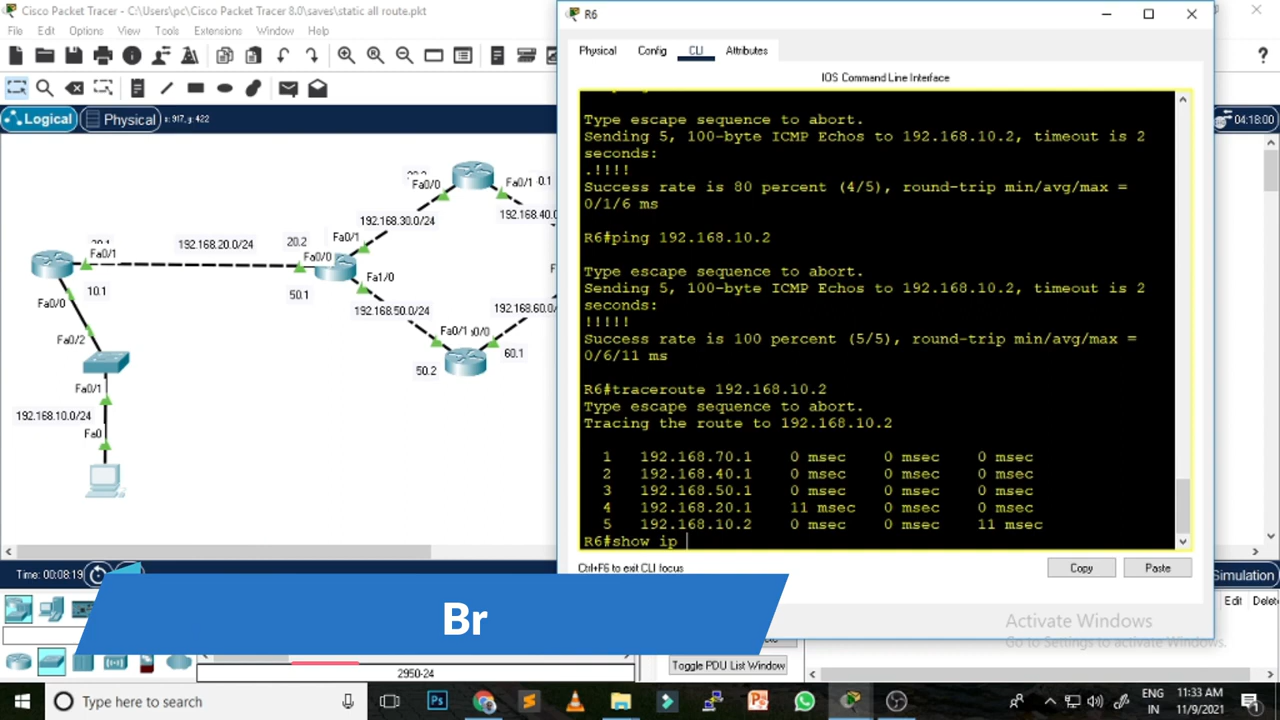 Cisco Packet Tracer - C:\Users\pc\Cisco Packet Tracer 8.0\saves\static all route.pkt
File Edit Options View Tools Extensions Window Help
Logical Physical x: 917, y: 422
04:18:00
Fa0/0
Fa0/1 0.1
192.168.30.0/24
192.168.40.
Fa0/1
192.168.20.0/24
20.2
Fa0/1
Fa0/0
Fa1/0
10.1
50.1
Fa0/0
192.168.50.0/24
192.168.60.0/24
Fa0/2
Fa0/1
0/0
60.1
50.2
Fa0/1
192.168.10.0/24
Fa0
Time: 00:08:19
Simulation
Edit Delet
2950-24
Toggle PDU List Window
R6
Physical Config CLI Attributes
IOS Command Line Interface
Type escape sequence to abort.
Sending 5, 100-byte ICMP Echos to 192.168.10.2, timeout is 2
seconds:
.!!!!
Success rate is 80 percent (4/5), round-trip min/avg/max =
0/1/6 ms
R6#ping 192.168.10.2
Type escape sequence to abort.
Sending 5, 100-byte ICMP Echos to 192.168.10.2, timeout is 2
seconds:
!!!!!
Success rate is 100 percent (5/5), round-trip min/avg/max =
0/6/11 ms
R6#traceroute 192.168.10.2
Type escape sequence to abort.
Tracing the route to 192.168.10.2
1 192.168.70.1 0 msec 0 msec 0 msec
2 192.168.40.1 0 msec 0 msec 0 msec
3 192.168.50.1 0 msec 0 msec 0 msec
4 192.168.20.1 11 msec 0 msec 0 msec
5 192.168.10.2 0 msec 0 msec 11 msec
R6#show ip
Ctrl+F6 to exit CLI focus
Copy Paste
Br
Activate Windows
Go to Settings to activate Windows.
Type here to search
ENG
IN
11:33 AM
11/9/2021